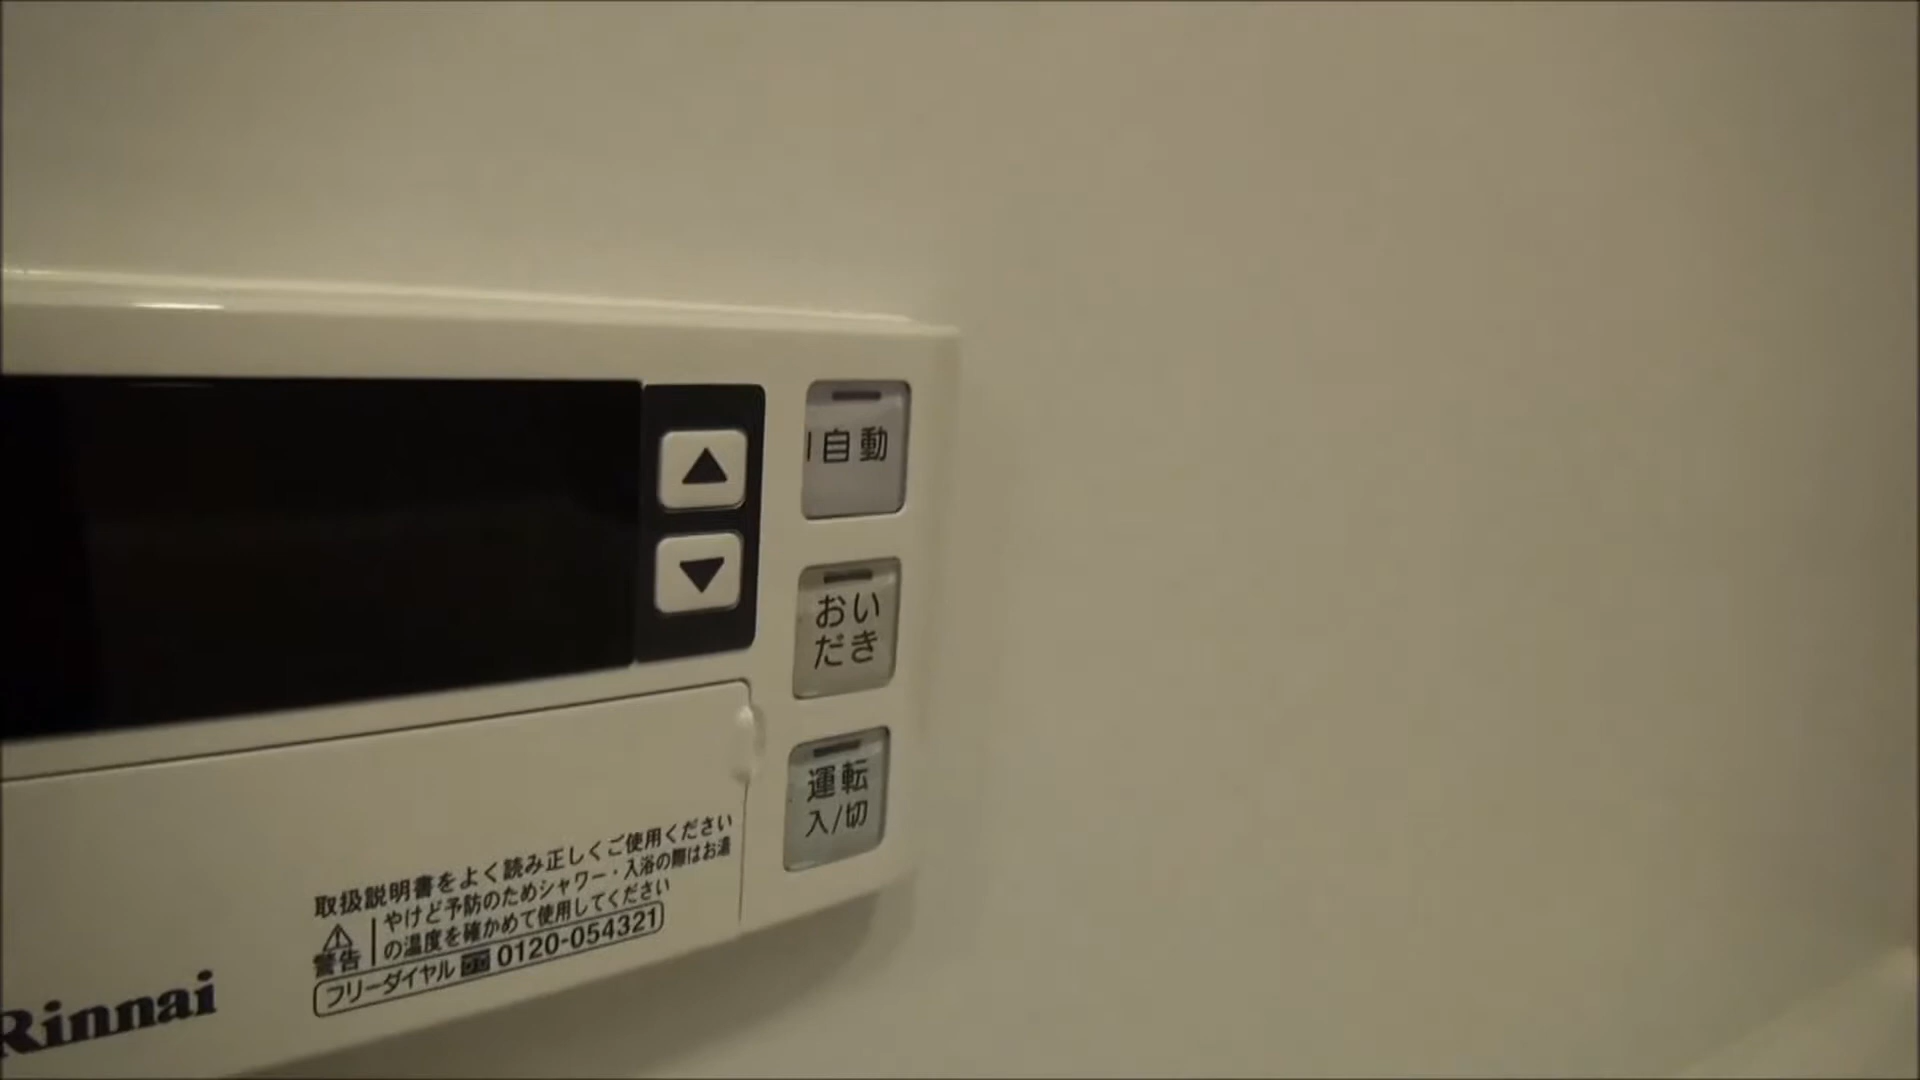 自動
おい
だき
運転
入/切
取扱説明書をよく読み正しくご使用ください
警告
やけど予防のためシャワー・入浴の際はお湯
の温度を確かめて使用してください
フリーダイヤル 0120-054321
Rinnai